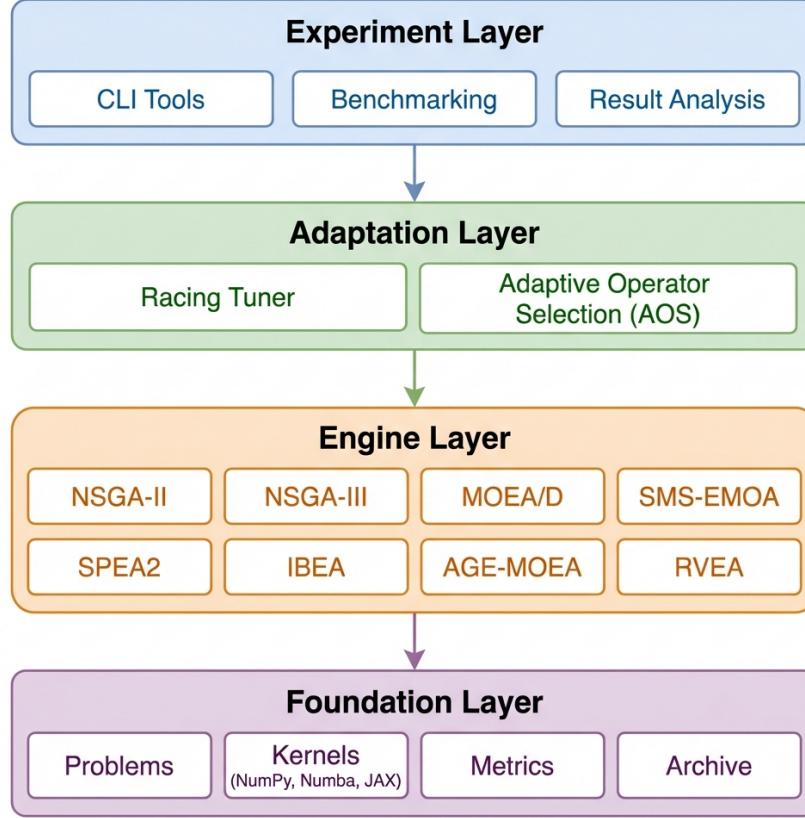 Experiment Layer
CLI Tools
Benchmarking
Result Analysis
Adaptation Layer
Racing Tuner
Adaptive Operator
Selection (AOS)
Engine Layer
NSGA-II
NSGA-III
MOEA/D
SMS-EMOA
SPEA2
IBEA
AGE-MOEA
RVEA
Foundation Layer
Problems
Kernels
(NumPy, Numba, JAX)
Metrics
Archive